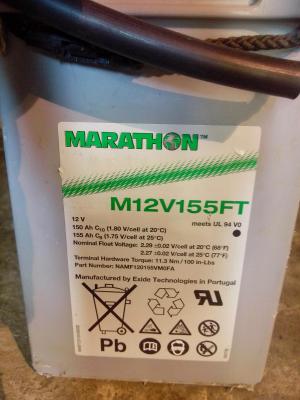 MARATHON™
M12V155FT
meets UL 94 V0
12 V
150 Ah C10 (1.80 V/cell at 20°C)
155 Ah C8 (1.75 V/cell at 25°C)
Nominal Float Voltage: 2.29 ±0.02 V/cell at 20°C (68°F)
2.27 ±0.02 V/cell at 25°C (77°F)
Terminal Hardware Torque: 11.3 Nm / 100 in-Lbs
Part Number: NAMF120155VM0FA
Manufactured by Exide Technologies in Portugal
Pb